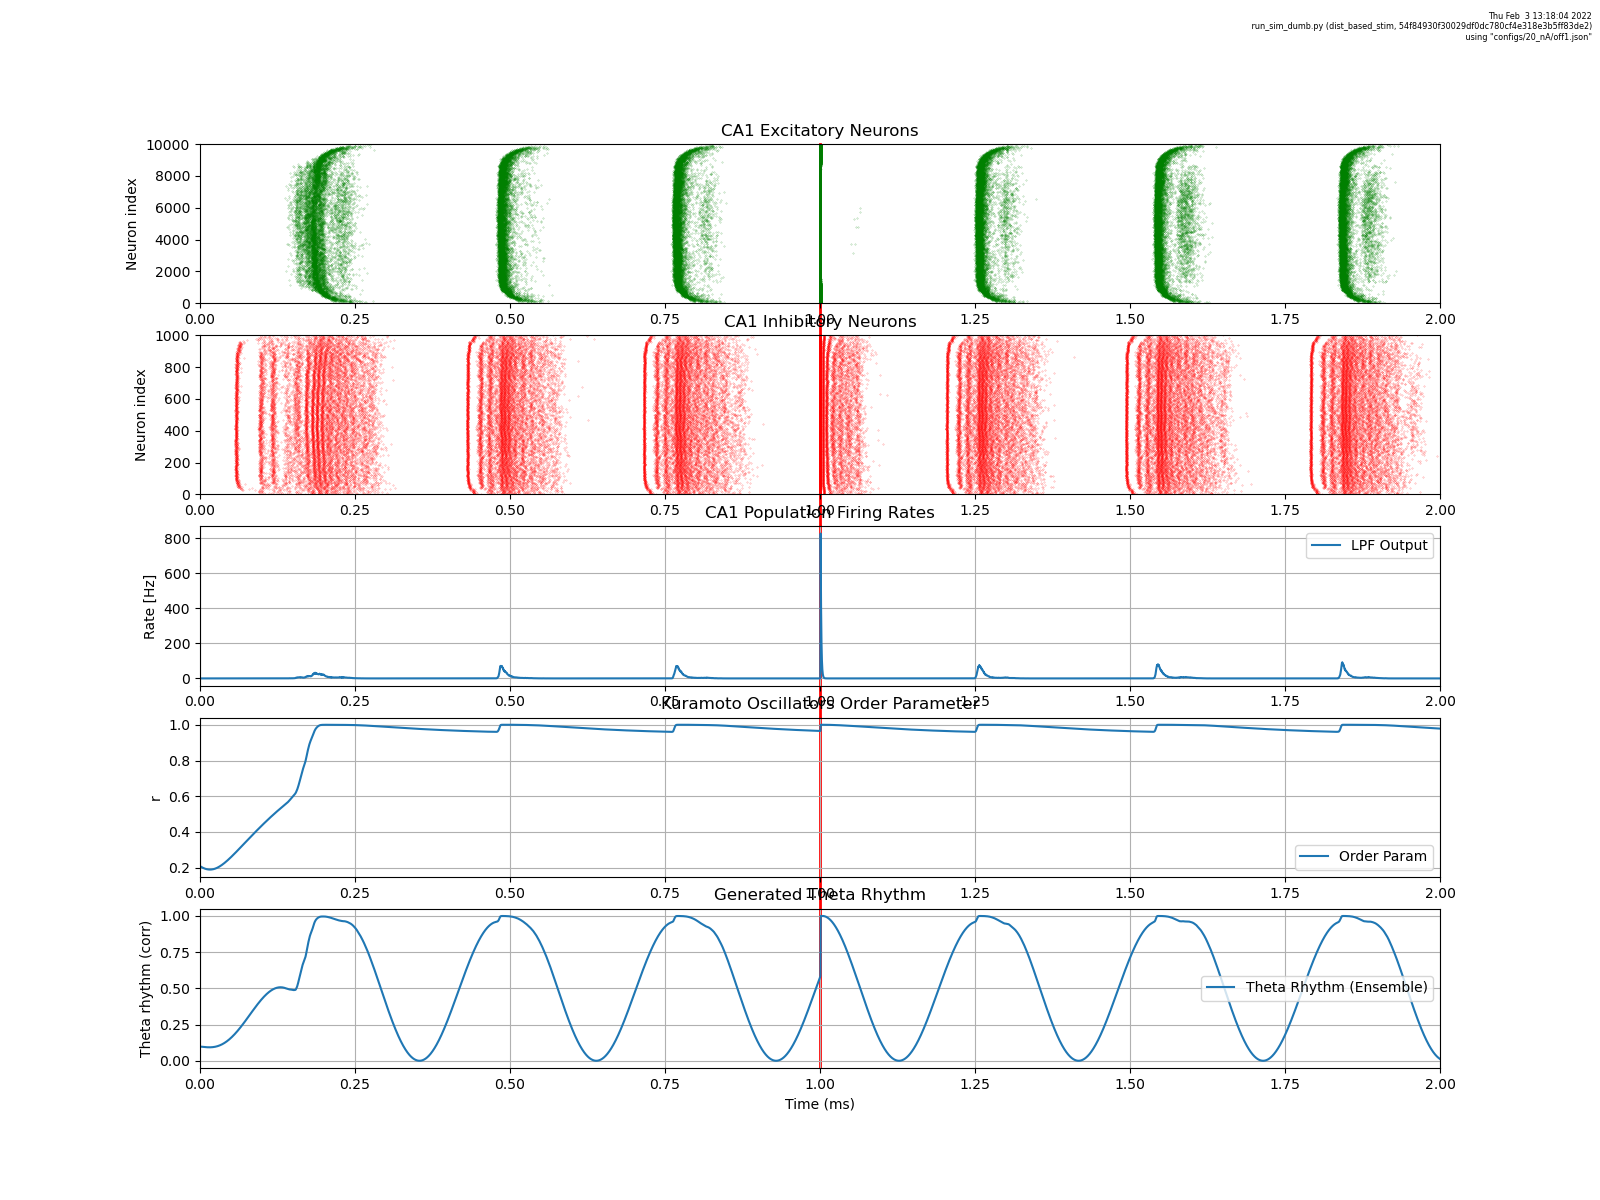 Thu Feb  3 13:18:04 2022
run_sim_dumb.py (dist_based_stim, 54f84930f30029df0dc780cf4e318e3b5ff83de2)
using "configs/20_nA/off1.json"
CA1 Excitatory Neurons
Neuron index
10000
8000
6000
4000
2000
0
0.00 0.25 0.50 0.75 1.00 1.25 1.50 1.75 2.00
CA1 Inhibitory Neurons
Neuron index
1000
800
600
400
200
0
0.00 0.25 0.50 0.75 1.00 1.25 1.50 1.75 2.00
CA1 Population Firing Rates
Rate [Hz]
800
600
400
200
0
LPF Output
0.00 0.25 0.50 0.75 1.00 1.25 1.50 1.75 2.00
Kuramoto Oscillators Order Parameter
r
1.0
0.8
0.6
0.4
0.2
Order Param
0.00 0.25 0.50 0.75 1.00 1.25 1.50 1.75 2.00
Generated Theta Rhythm
Theta rhythm (corr)
1.00
0.75
0.50
0.25
0.00
Theta Rhythm (Ensemble)
0.00 0.25 0.50 0.75 1.00 1.25 1.50 1.75 2.00
Time (ms)